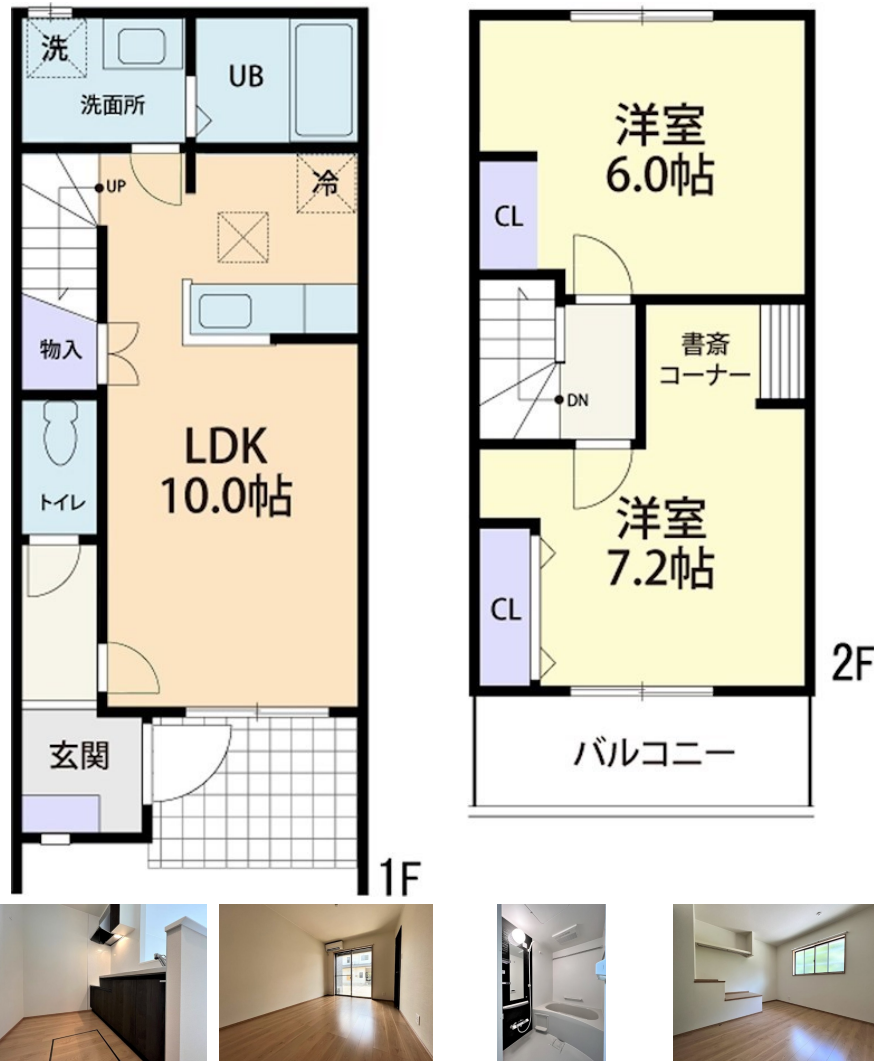 洗
洗面所
UB
UP
冷
物入
トイレ
LDK
10.0帖
玄関
1F
洋室
6.0帖
CL
書斎
コーナー
DN
洋室
7.2帖
CL
2F
バルコニー